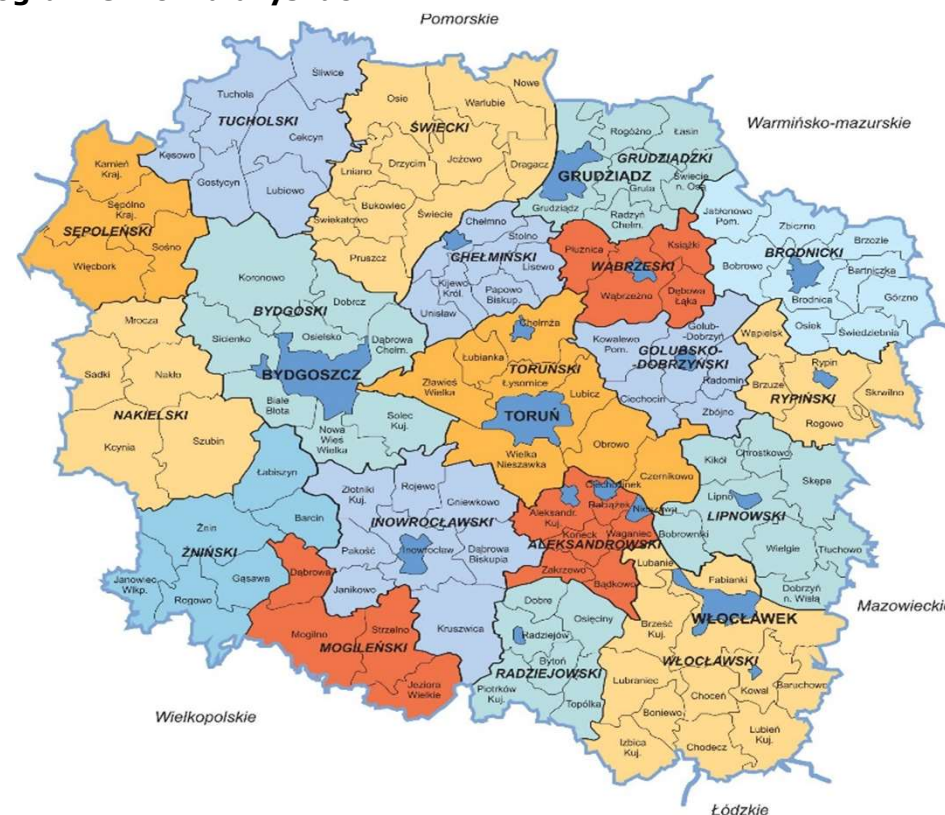 Pomorskie
Warmińsko-mazurskie
Mazowieckie
Łódzkie
Wielkopolskie
TUCHOLSKI
Śliwice
Tuchola
Cekcyn
Kęsowo
Gostycyn
Lubiewo
ŚWIECKI
Osie
Nowe
Warlubie
Jeżowo
Drzycim
Lniano
Dragacz
Bukowiec
Świecie
Świekatowo
Pruszcz
GRUDZIĄDZKI
GRUDZIĄDZ
Rogóźno
Łasin
Świecie
n. Osą
Gruta
Grudziądz
Radzyń
Chełm.
SĘPOLEŃSKI
Kamień
Kraj.
Sępólno
Kraj.
Sośno
Więcbork
CHEŁMIŃSKI
Chełmno
Stolno
Lisewo
Kijewo
Król.
Papowo
Biskup.
Unisław
WĄBRZESKI
Płużnica
Książki
Wąbrzeźno
Dębowa
Łąka
BRODNICKI
Jabłonowo
Pom.
Zbiczno
Brzozie
Bobrowo
Bartniczka
Brodnica
Górzno
Osiek
Świedziebnia
BYDGOSKI
BYDGOSZCZ
Koronowo
Dobrcz
Osielsko
Sicienko
Dąbrowa
Chełm.
Białe
Błota
Nowa
Wieś
Wielka
Solec
Kuj.
NAKIELSKI
Mrocza
Sadki
Nakło
Kcynia
Szubin
TORUŃSKI
TORUŃ
Chełmża
Łubianka
Łysomice
Zławieś
Wielka
Lubicz
Wielka
Nieszawka
Obrowo
Czernikowo
GOLUBSKO-
DOBRZYŃSKI
Kowalewo
Pom.
Golub-
-Dobrzyń
Radomin
Ciechocin
Zbójno
RYPIŃSKI
Wąpielsk
Rypin
Brzuze
Skrwilno
Rogowo
ŻNIŃSKI
Łabiszyn
Barcin
Żnin
Gąsawa
Janowiec
Wlkp.
Rogowo
INOWROCŁAWSKI
Złotniki
Kuj.
Rojewo
Gniewkowo
Inowrocław
Pakość
Dąbrowa
Biskupia
Janikowo
Kruszwica
ALEKSANDROWSKI
Ciechocinek
Raciążek
Nieszawa
Aleksandr.
Kuj.
Koneck
Waganiec
Zakrzewo
Bądkowo
LIPNOWSKI
Kikół
Chrostkowo
Skępe
Lipno
Bobrowniki
Wielgie
Tłuchowo
Dobrzyń
n. Wisłą
MOGILEŃSKI
Dąbrowa
Mogilno
Strzelno
Jeziora
Wielkie
RADZIEJOWSKI
Dobre
Osięciny
Radziejów
Bytoń
Piotrków
Kuj.
Topólka
WŁOCŁAWSKI
WŁOCŁAWEK
Lubanie
Fabianki
Brześć
Kuj.
Lubraniec
Choceń
Kowal
Baruchowo
Boniewo
Izbica
Kuj.
Chodecz
Lubień
Kuj.